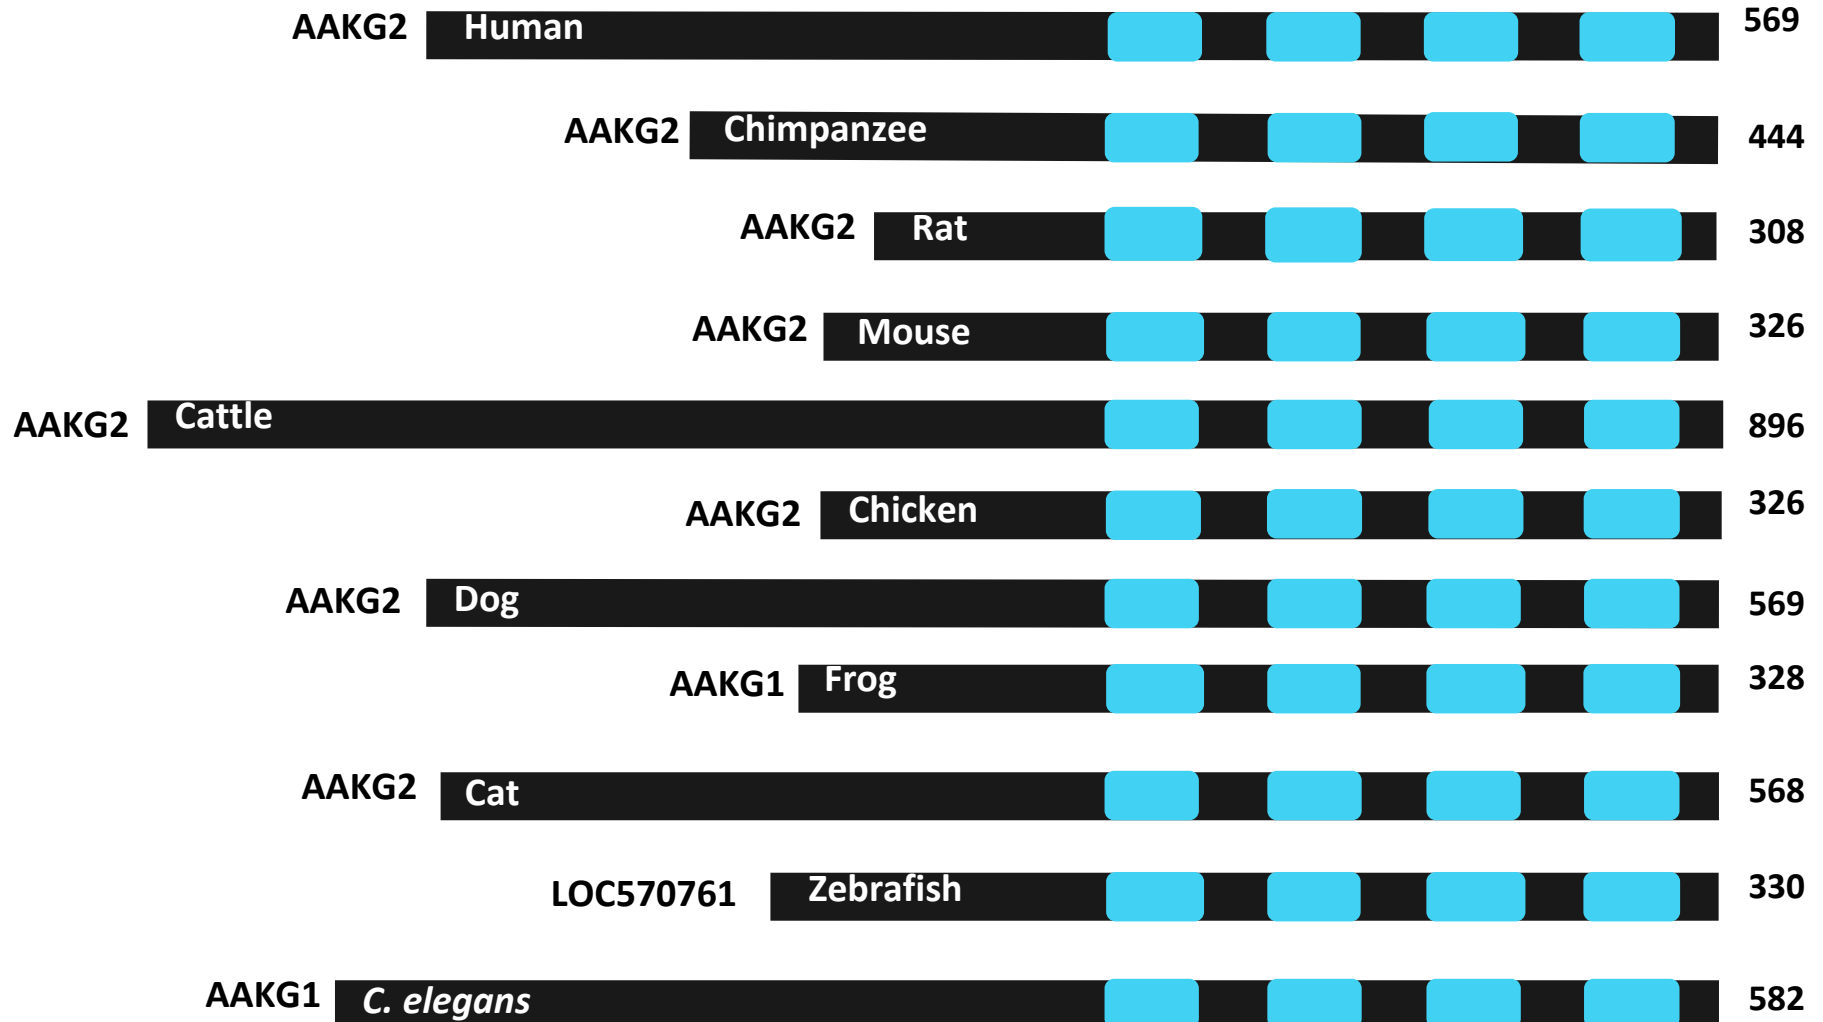 AAKG2 Human 569
AAKG2 Chimpanzee 444
AAKG2 Rat 308
AAKG2 Mouse 326
AAKG2 Cattle 896
AAKG2 Chicken 326
AAKG2 Dog 569
AAKG1 Frog 328
AAKG2 Cat 568
LOC570761 Zebrafish 330
AAKG1 C. elegans 582